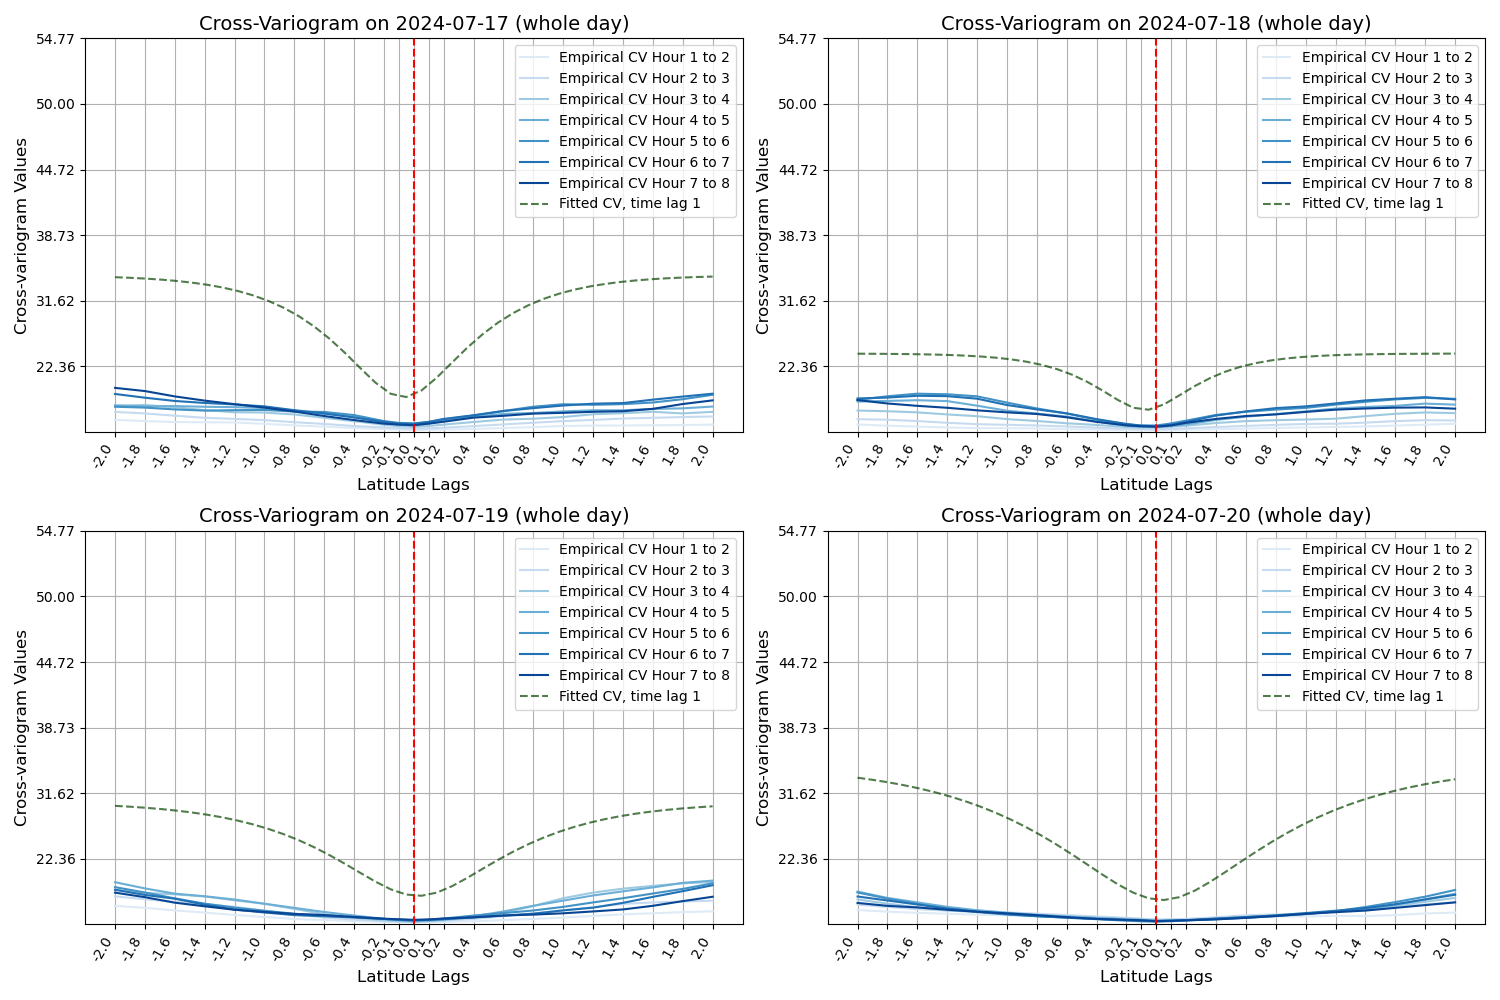 Cross-Variogram on 2024-07-17 (whole day)
54.77
50.00
44.72
38.73
31.62
22.36
Cross-variogram Values
Empirical CV Hour 1 to 2
Empirical CV Hour 2 to 3
Empirical CV Hour 3 to 4
Empirical CV Hour 4 to 5
Empirical CV Hour 5 to 6
Empirical CV Hour 6 to 7
Empirical CV Hour 7 to 8
Fitted CV, time lag 1
-2.0 -1.8 -1.6 -1.4 -1.2 -1.0 -0.8 -0.6 -0.4 -0.2 -0.1 0.0 0.1 0.2 0.4 0.6 0.8 1.0 1.2 1.4 1.6 1.8 2.0
Latitude Lags
Cross-Variogram on 2024-07-18 (whole day)
54.77
50.00
44.72
38.73
31.62
22.36
Cross-variogram Values
Empirical CV Hour 1 to 2
Empirical CV Hour 2 to 3
Empirical CV Hour 3 to 4
Empirical CV Hour 4 to 5
Empirical CV Hour 5 to 6
Empirical CV Hour 6 to 7
Empirical CV Hour 7 to 8
Fitted CV, time lag 1
-2.0 -1.8 -1.6 -1.4 -1.2 -1.0 -0.8 -0.6 -0.4 -0.2 -0.1 0.0 0.1 0.2 0.4 0.6 0.8 1.0 1.2 1.4 1.6 1.8 2.0
Latitude Lags
Cross-Variogram on 2024-07-19 (whole day)
54.77
50.00
44.72
38.73
31.62
22.36
Cross-variogram Values
Empirical CV Hour 1 to 2
Empirical CV Hour 2 to 3
Empirical CV Hour 3 to 4
Empirical CV Hour 4 to 5
Empirical CV Hour 5 to 6
Empirical CV Hour 6 to 7
Empirical CV Hour 7 to 8
Fitted CV, time lag 1
-2.0 -1.8 -1.6 -1.4 -1.2 -1.0 -0.8 -0.6 -0.4 -0.2 -0.1 0.0 0.1 0.2 0.4 0.6 0.8 1.0 1.2 1.4 1.6 1.8 2.0
Latitude Lags
Cross-Variogram on 2024-07-20 (whole day)
54.77
50.00
44.72
38.73
31.62
22.36
Cross-variogram Values
Empirical CV Hour 1 to 2
Empirical CV Hour 2 to 3
Empirical CV Hour 3 to 4
Empirical CV Hour 4 to 5
Empirical CV Hour 5 to 6
Empirical CV Hour 6 to 7
Empirical CV Hour 7 to 8
Fitted CV, time lag 1
-2.0 -1.8 -1.6 -1.4 -1.2 -1.0 -0.8 -0.6 -0.4 -0.2 -0.1 0.0 0.1 0.2 0.4 0.6 0.8 1.0 1.2 1.4 1.6 1.8 2.0
Latitude Lags